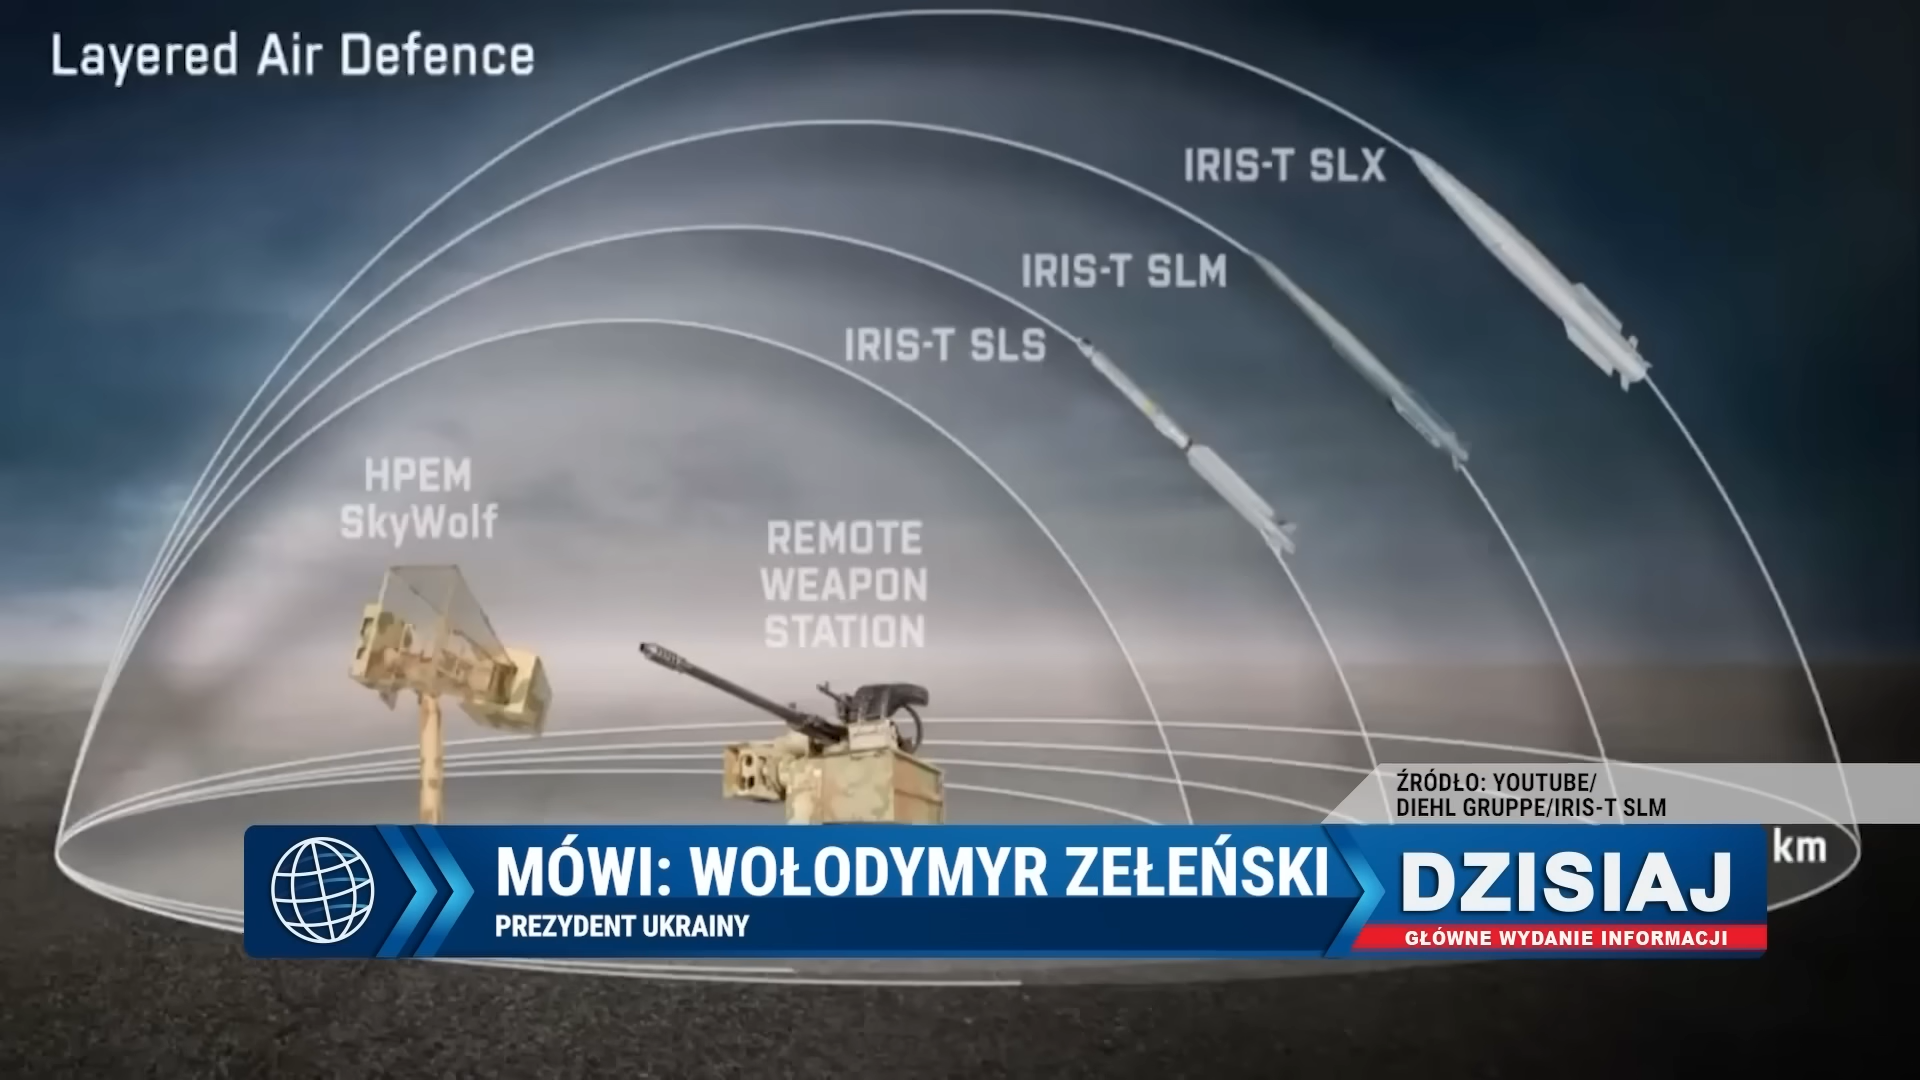 Layered Air Defence
IRIS-T SLX
IRIS-T SLM
IRIS-T SLS
HPEM
SkyWolf
REMOTE
WEAPON
STATION
ŹRÓDŁO: YOUTUBE/
DIEHL GRUPPE/IRIS-T SLM
km
MÓWI: WOŁODYMYR ZEŁEŃSKI
PREZYDENT UKRAINY
DZISIAJ
GŁÓWNE WYDANIE INFORMACJI